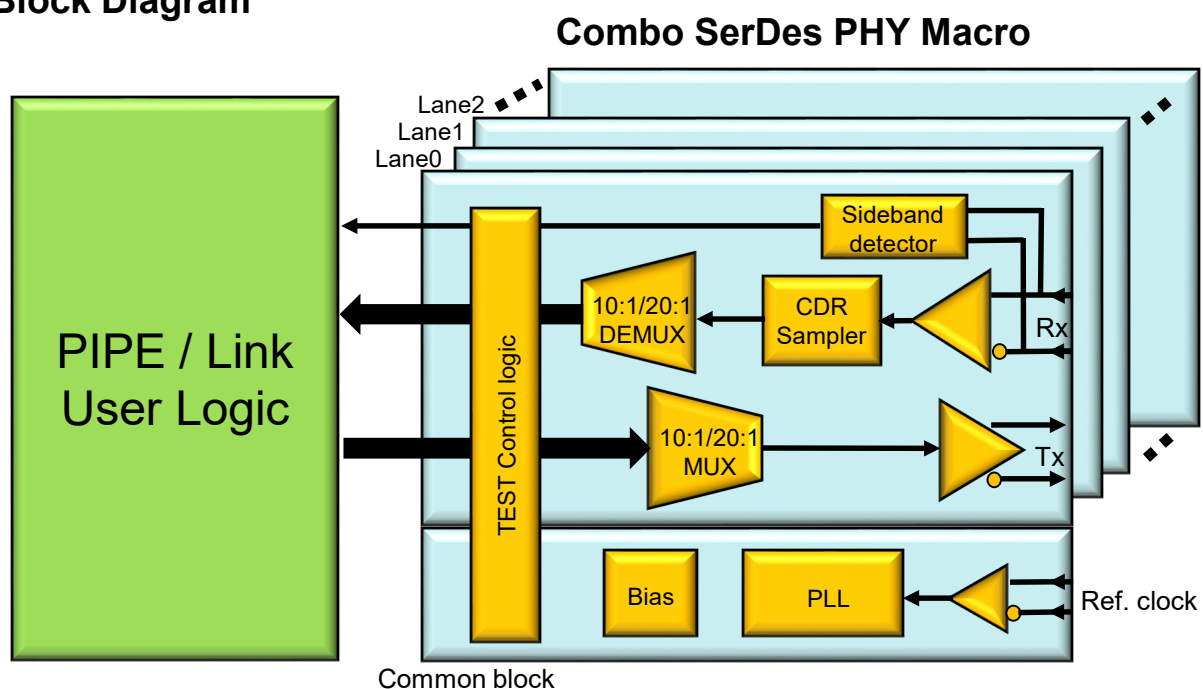 Block Diagram
Combo SerDes PHY Macro
Lane2
Lane1
Lane0
PIPE / Link
User Logic
TEST Control logic
Sideband
detector
10:1/20:1
DEMUX
CDR
Sampler
Rx
10:1/20:1
MUX
Tx
Bias
PLL
Ref. clock
Common block